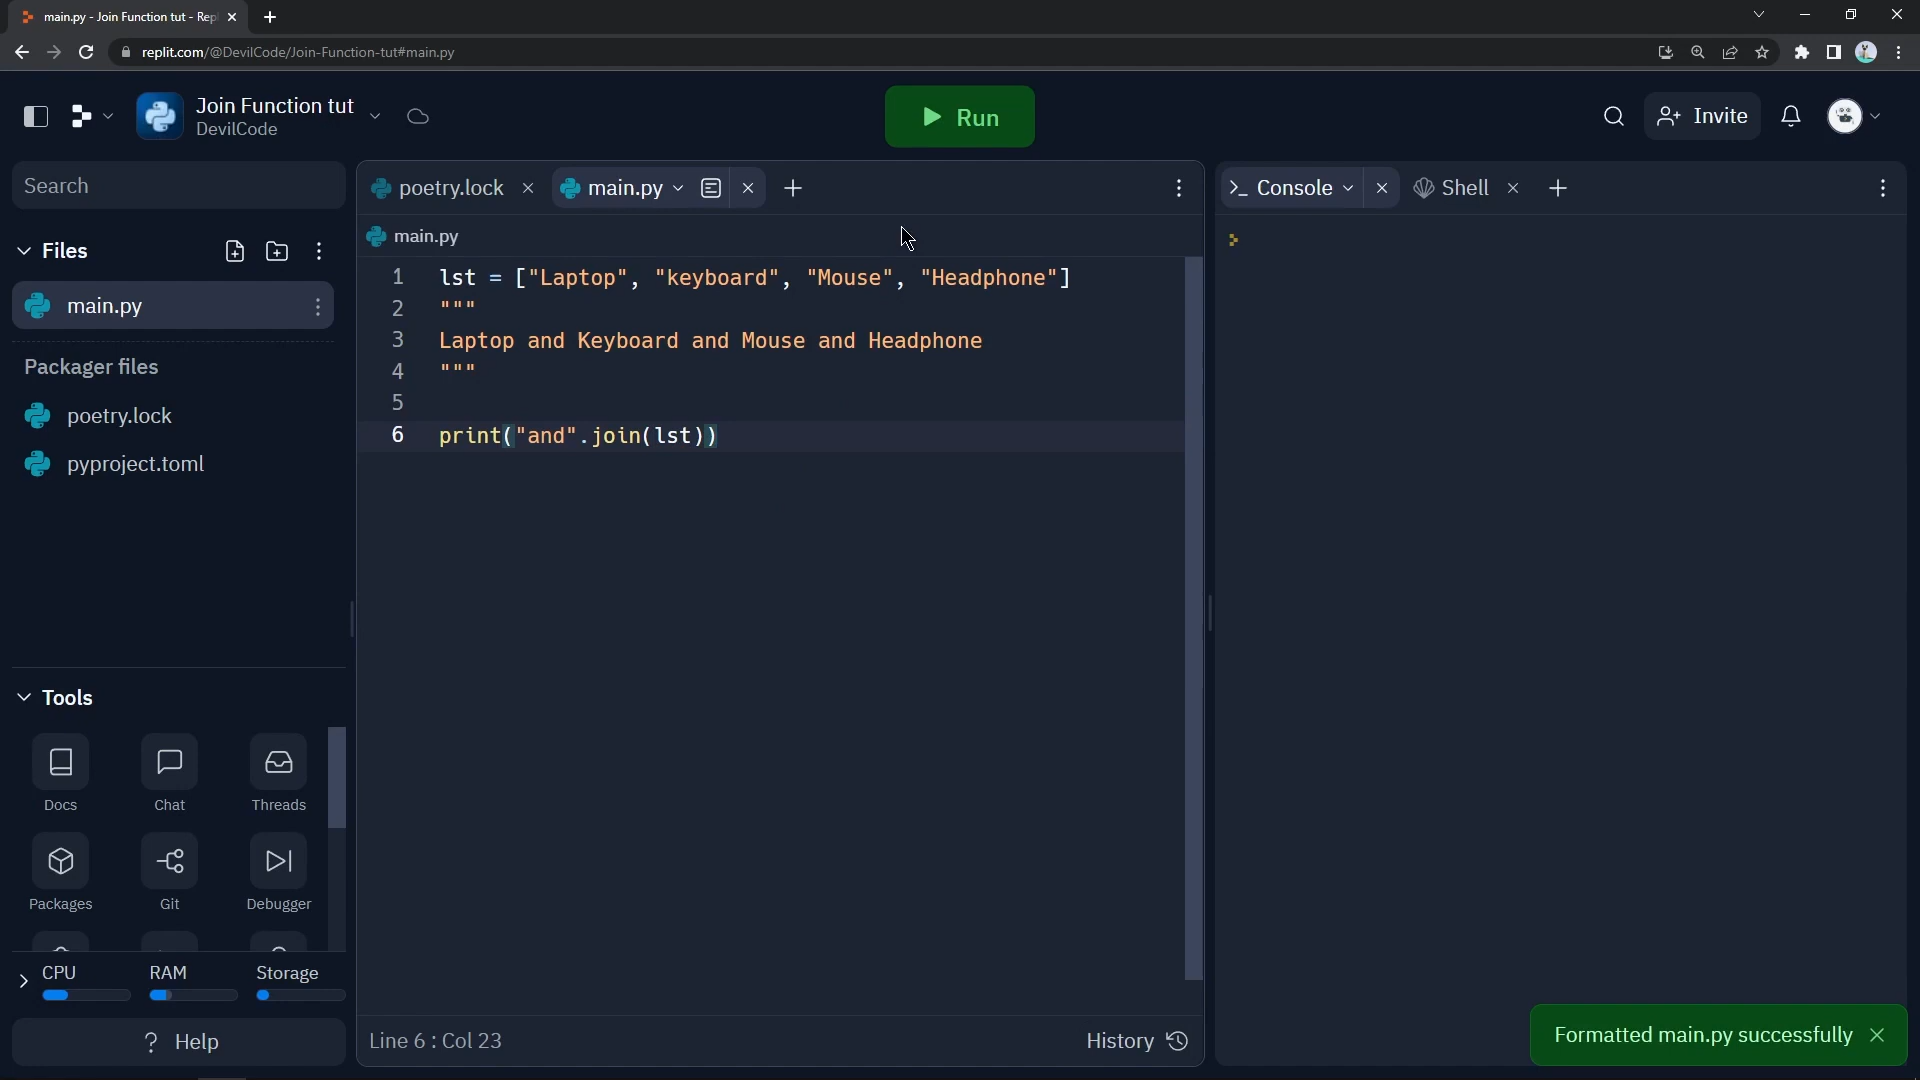 main.py - Join Function tut - Repl
replit.com/@DevilCode/Join-Function-tut#main.py
Join Function tut
DevilCode
Run
Invite
Search
Files
main.py
Packager files
poetry.lock
pyproject.toml
Tools
Docs
Chat
Threads
Packages
Git
Debugger
CPU
RAM
Storage
? Help
poetry.lock
main.py
main.py
1 lst = ["Laptop", "keyboard", "Mouse", "Headphone"]
2 """
3 Laptop and Keyboard and Mouse and Headphone
4 """
5
6 print("and".join(lst))
Line 6 : Col 23
History
Console
Shell
Formatted main.py successfully